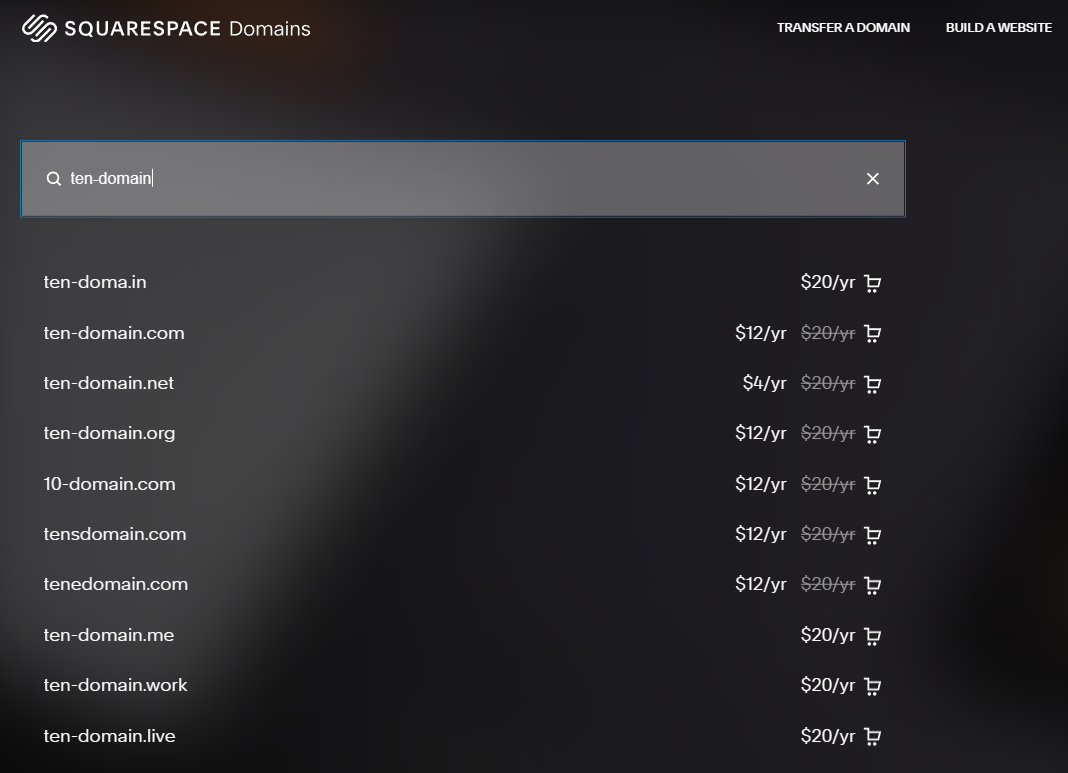 SQUARESPACE Domains TRANSFER A DOMAIN BUILD A WEBSITE
ten-domain
ten-doma.in $20/yr
ten-domain.com $12/yr $20/yr
ten-domain.net $4/yr $20/yr
ten-domain.org $12/yr $20/yr
10-domain.com $12/yr $20/yr
tensdomain.com $12/yr $20/yr
tenedomain.com $12/yr $20/yr
ten-domain.me $20/yr
ten-domain.work $20/yr
ten-domain.live $20/yr